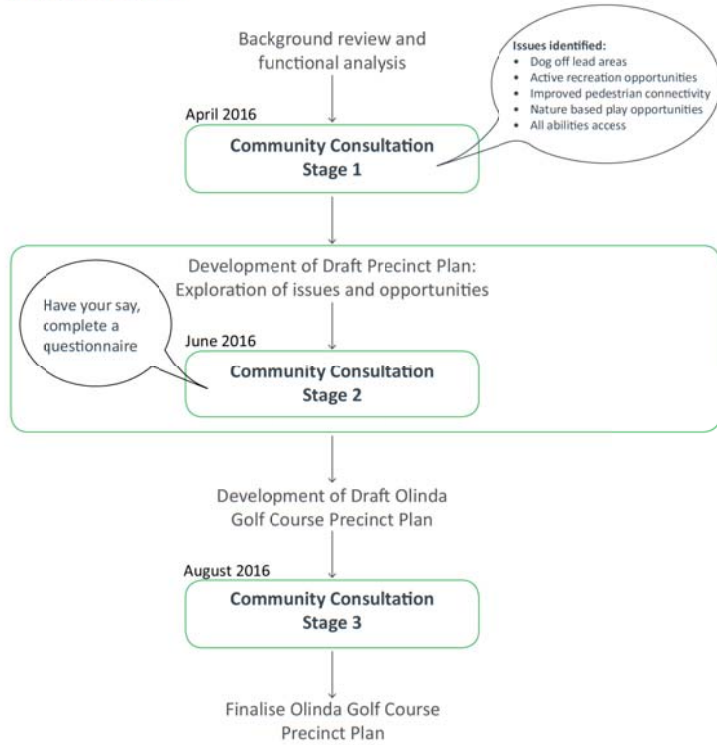 Background review and
functional analysis
Issues identified:
• Dog off lead areas
• Active recreation opportunities
• Improved pedestrian connectivity
• Nature based play opportunities
• All abilities access
April 2016
Community Consultation
Stage 1
Development of Draft Precinct Plan:
Exploration of issues and opportunities
Have your say,
complete a
questionnaire
June 2016
Community Consultation
Stage 2
Development of Draft Olinda
Golf Course Precinct Plan
August 2016
Community Consultation
Stage 3
Finalise Olinda Golf Course
Precinct Plan